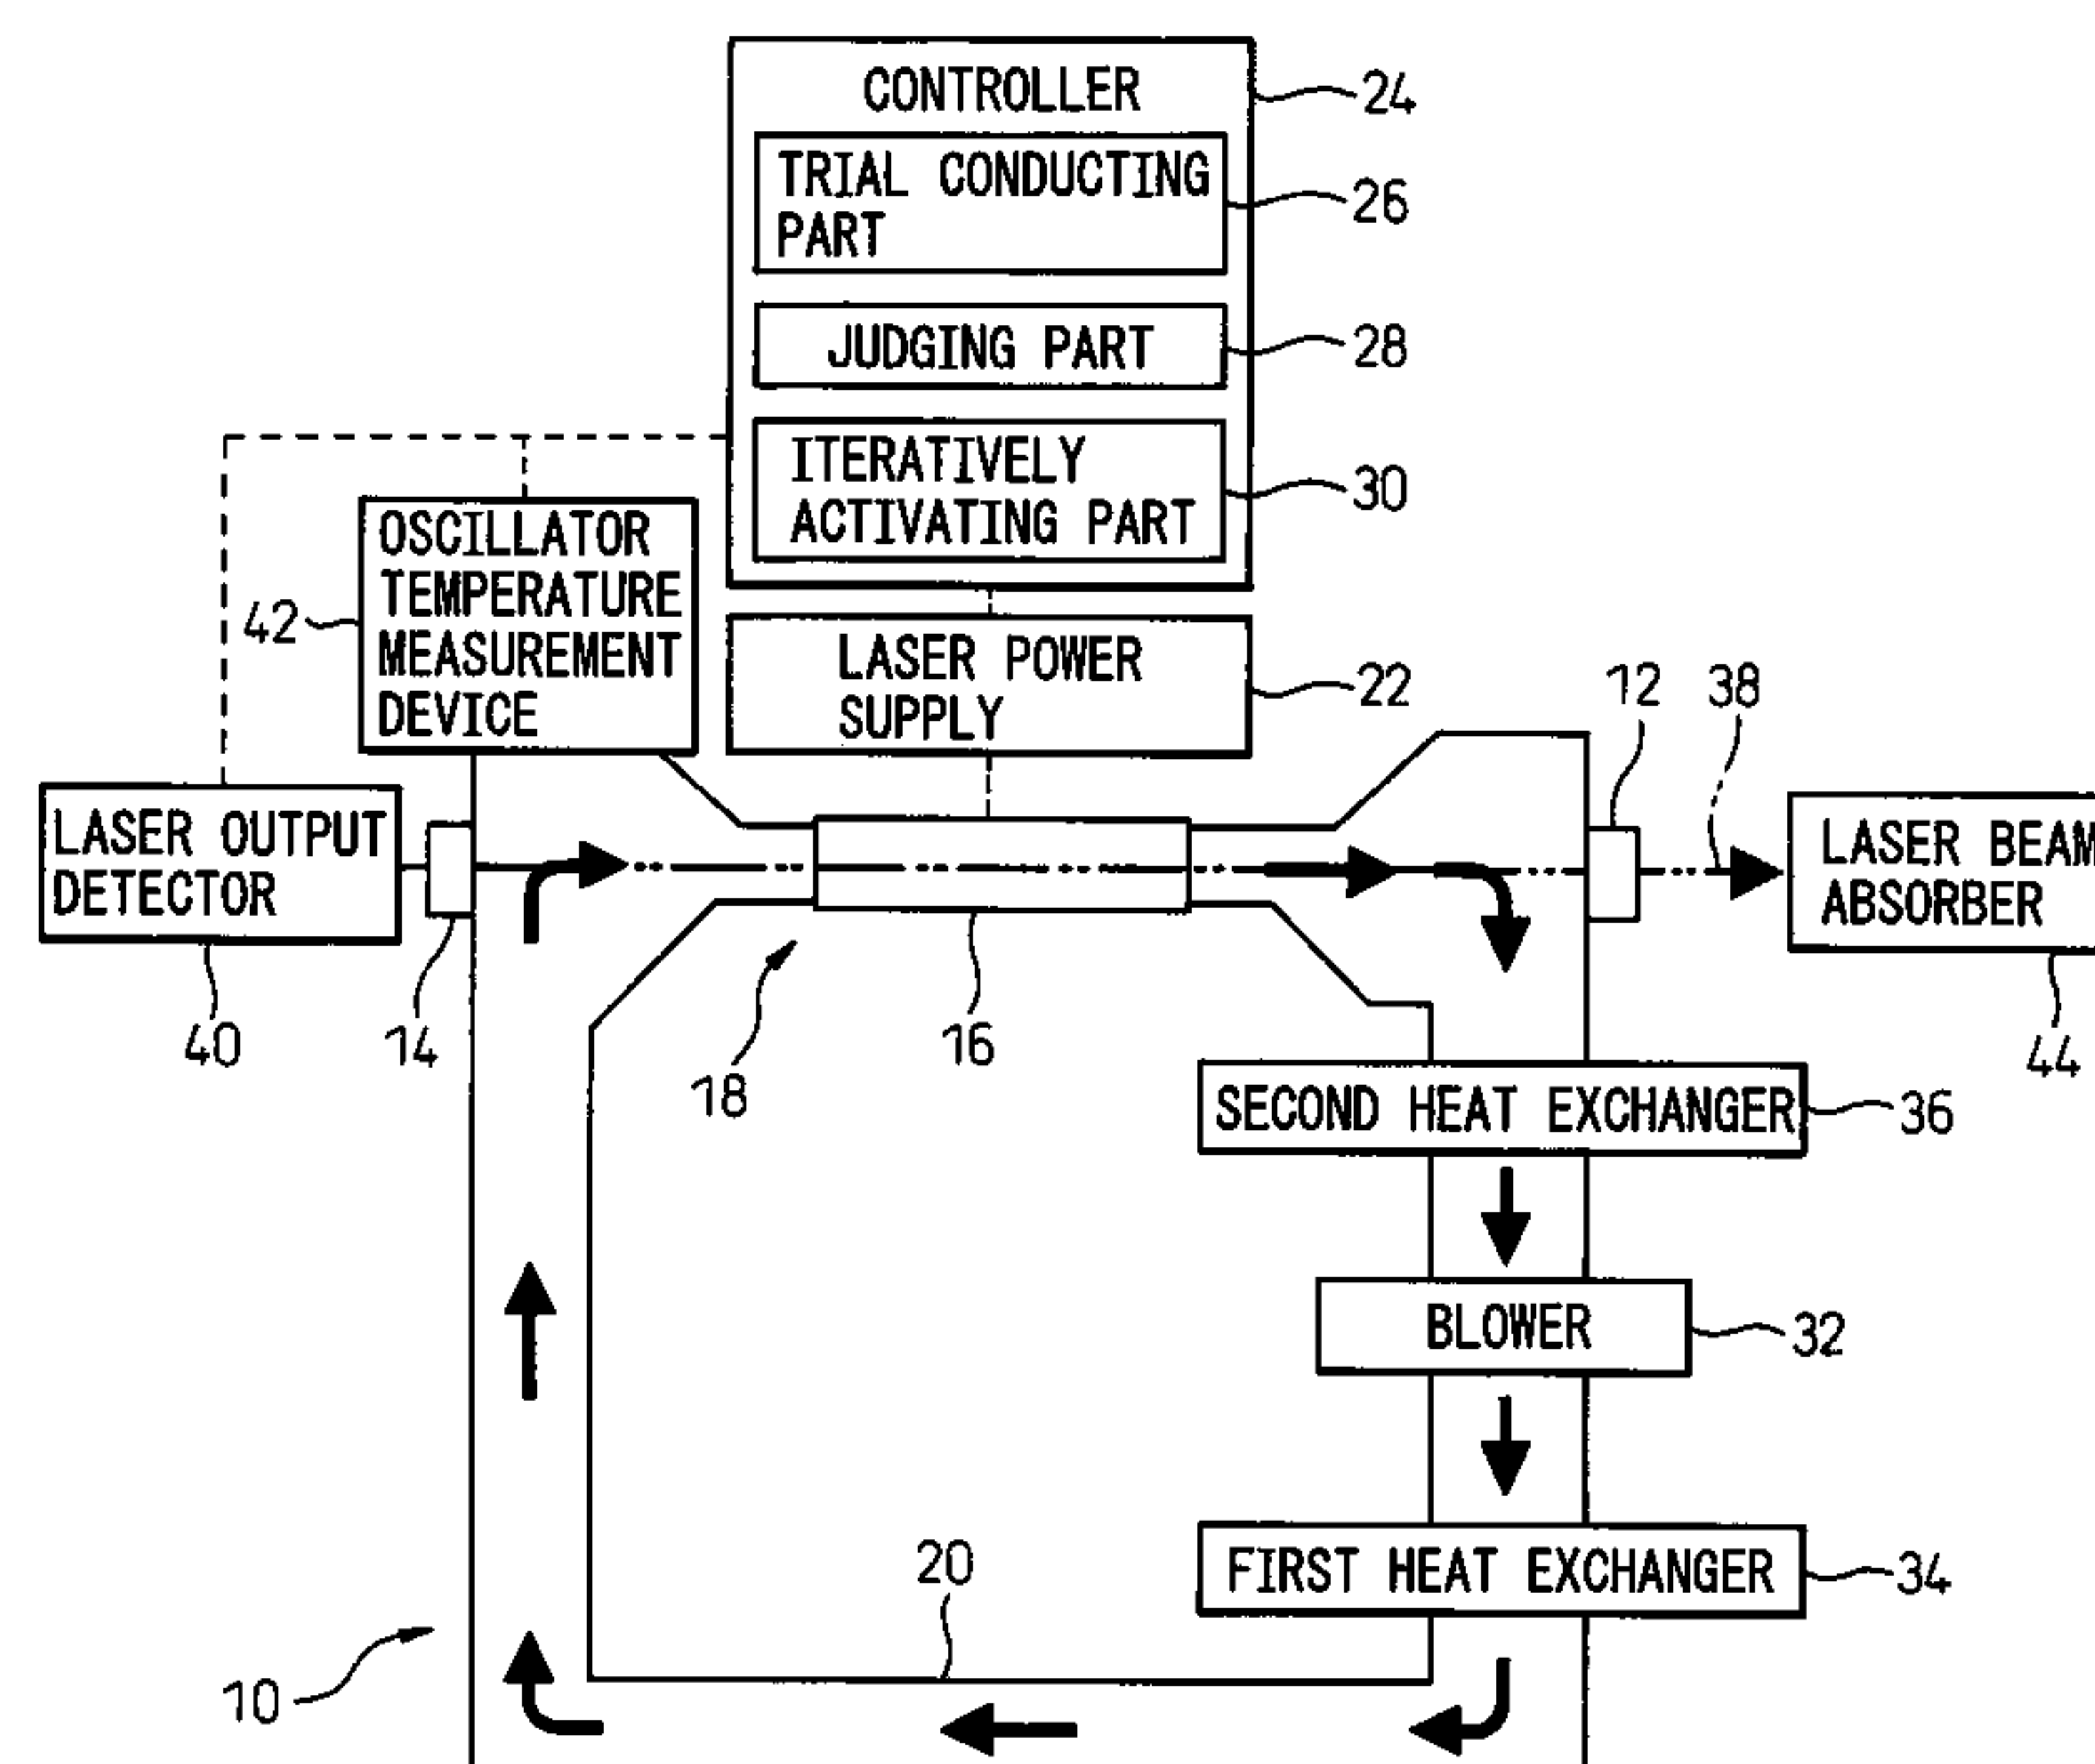 CONTROLLER
24
TRIAL CONDUCTING
PART
26
JUDGING PART
28
ITERATIVELY
ACTIVATING PART
30
OSCILLATOR
TEMPERATURE
MEASUREMENT
DEVICE
42
LASER POWER
SUPPLY
22
12
38
LASER OUTPUT
DETECTOR
LASER BEAM
ABSORBER
40
14
18
16
44
SECOND HEAT EXCHANGER
36
BLOWER
32
FIRST HEAT EXCHANGER
34
20
10